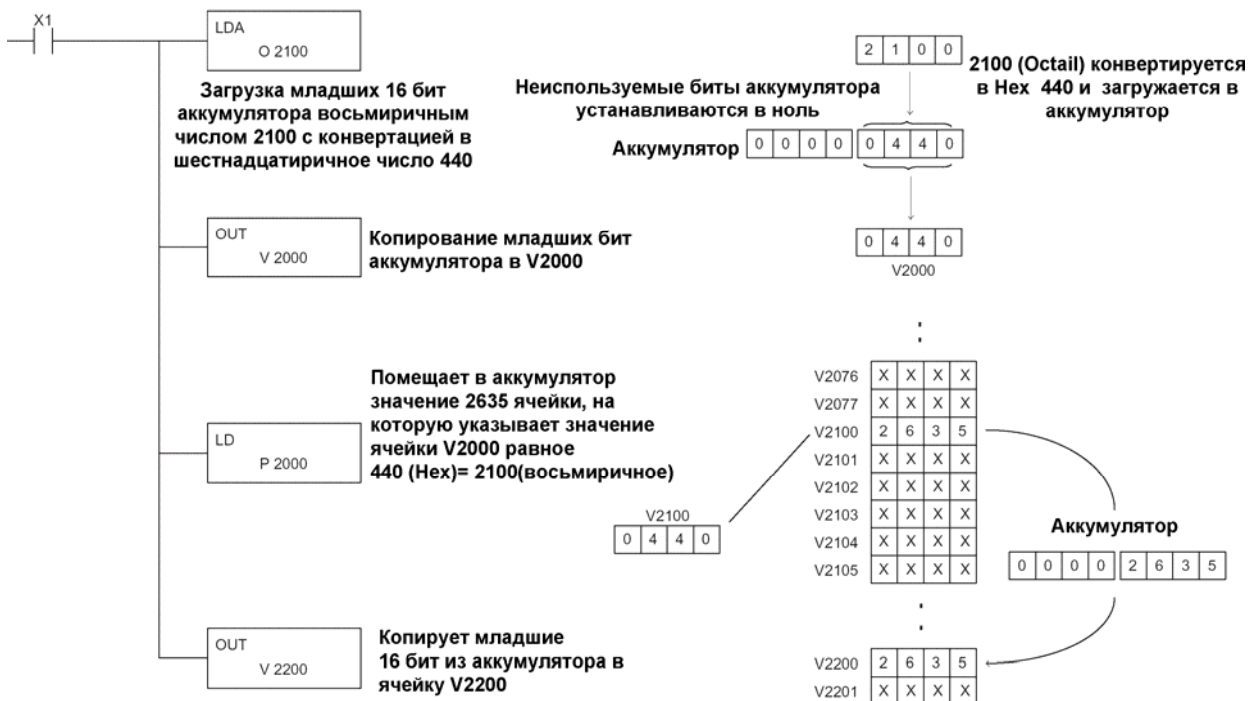 X1
LDA
O 2100
Загрузка младших 16 бит
аккумулятора восьмиричным
числом 2100 с конвертацией в
шестнадцатиричное число 440
2 1 0 0
2100 (Octail) конвертируется
в Hex 440 и загружается в
аккумулятор
Неиспользуемые биты аккумулятора
устанавливаются в ноль
Аккумулятор 0 0 0 0 0 4 4 0
OUT
V 2000
Копирование младших бит
аккумулятора в V2000
0 4 4 0
V2000
LD
P 2000
Помещает в аккумулятор
значение 2635 ячейки, на
которую указывает значение
ячейки V2000 равное
440 (Hex)= 2100(восьмиричное)
V2100
0 4 4 0
V2076 X X X X
V2077 X X X X
V2100 2 6 3 5
V2101 X X X X
V2102 X X X X
V2103 X X X X
V2104 X X X X
V2105 X X X X
Аккумулятор
0 0 0 0 2 6 3 5
OUT
V 2200
Копирует младшие
16 бит из аккумулятора в
ячейку V2200
V2200 2 6 3 5
V2201 X X X X